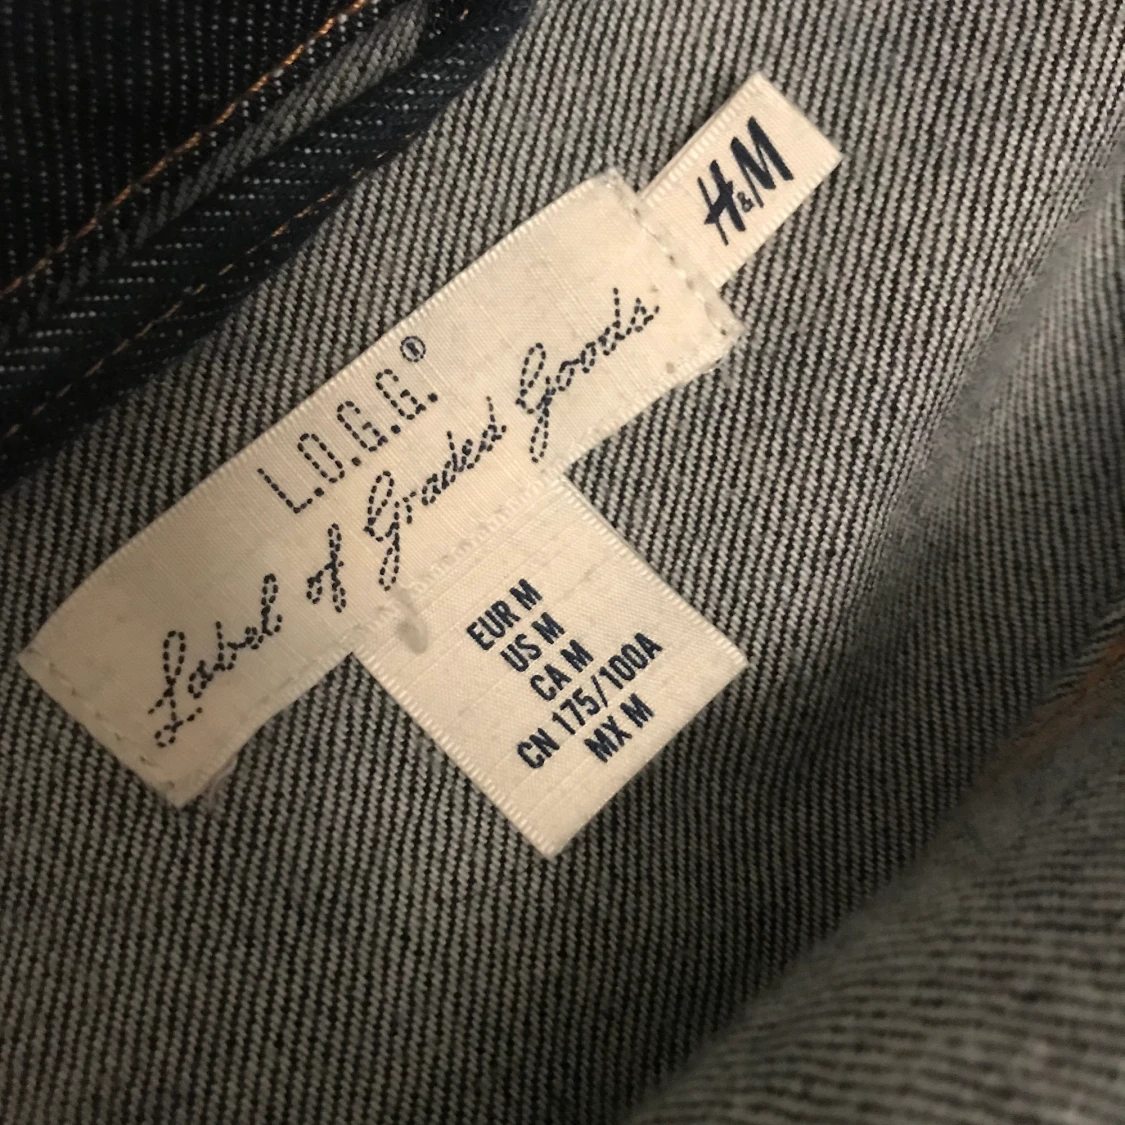 H&M
L.O.G.G.®
Label of Graded Goods
EUR M
US M
CA M
CN 175/100A
MX M